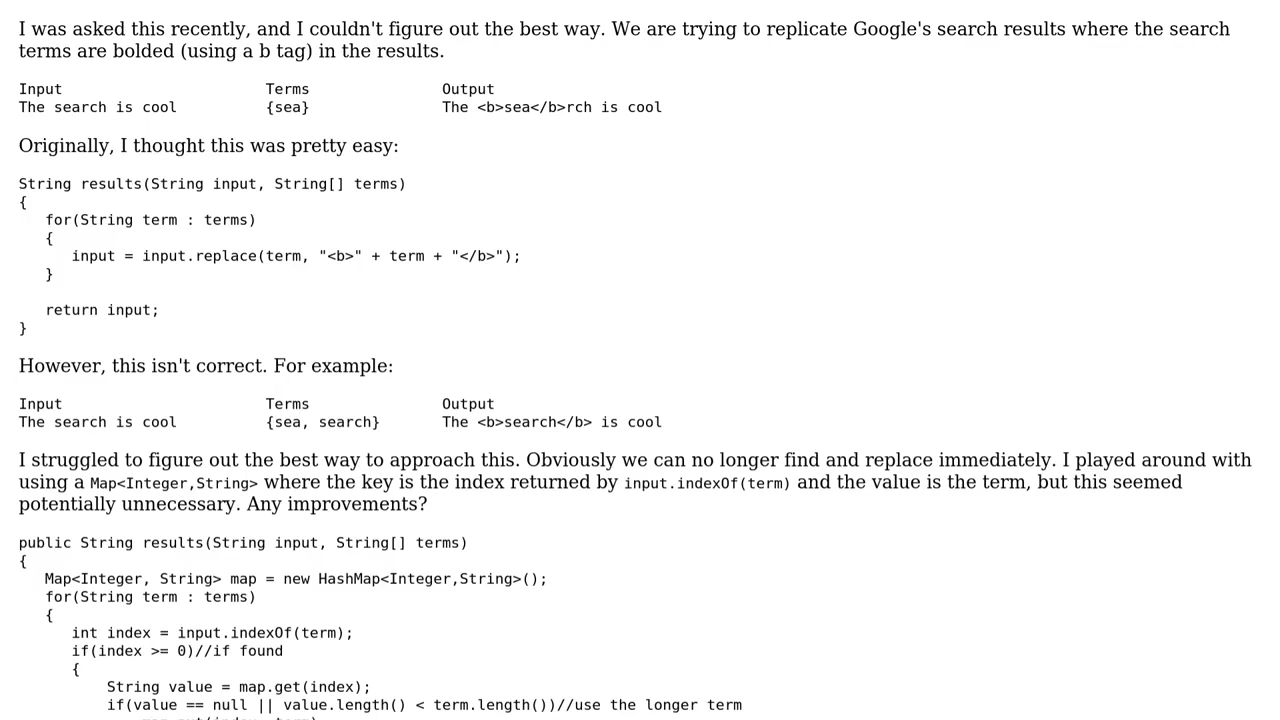 I was asked this recently, and I couldn't figure out the best way. We are trying to replicate Google's search results where the search
terms are bolded (using a b tag) in the results.
Input                       Terms               Output
The search is cool          {sea}               The <b>sea</b>rch is cool
Originally, I thought this was pretty easy:
String results(String input, String[] terms)
{
   for(String term : terms)
   {
      input = input.replace(term, "<b>" + term + "</b>");
   }
   return input;
}
However, this isn't correct. For example:
Input                       Terms               Output
The search is cool          {sea, search}       The <b>search</b> is cool
I struggled to figure out the best way to approach this. Obviously we can no longer find and replace immediately. I played around with
using a Map<Integer,String> where the key is the index returned by input.indexOf(term) and the value is the term, but this seemed
potentially unnecessary. Any improvements?
public String results(String input, String[] terms)
{
   Map<Integer, String> map = new HashMap<Integer,String>();
   for(String term : terms)
   {
      int index = input.indexOf(term);
      if(index >= 0)//if found
      {
          String value = map.get(index);
          if(value == null || value.length() < term.length())//use the longer term